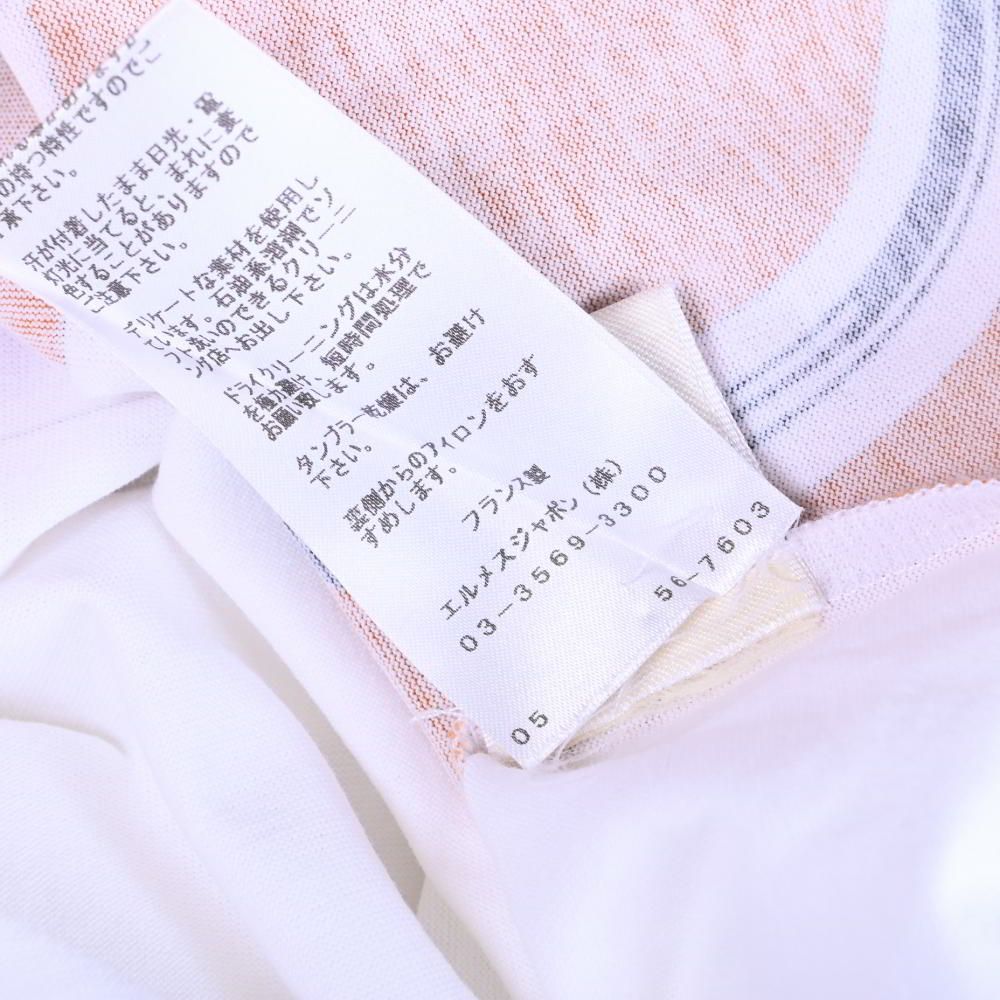 の持つ特性ですのでご
承下さい。
汗が付着したまま日光・電
灯光に当てると、まれに変
色することがありますので
ご注意下さい。
デリケートな素材を使用し
ています。石油系溶剤でソ
フト洗いのできるクリーニ
ング店へお出し下さい。
ドライクリーニングは水分
を極力避け、短時間処理で
お願い致します。
タンブラー乾燥は、お避け
下さい。
裏側からのアイロンをおす
すめします。
フランス製
エルメスジャポン(株)
03-3569-3300
56-7603
05